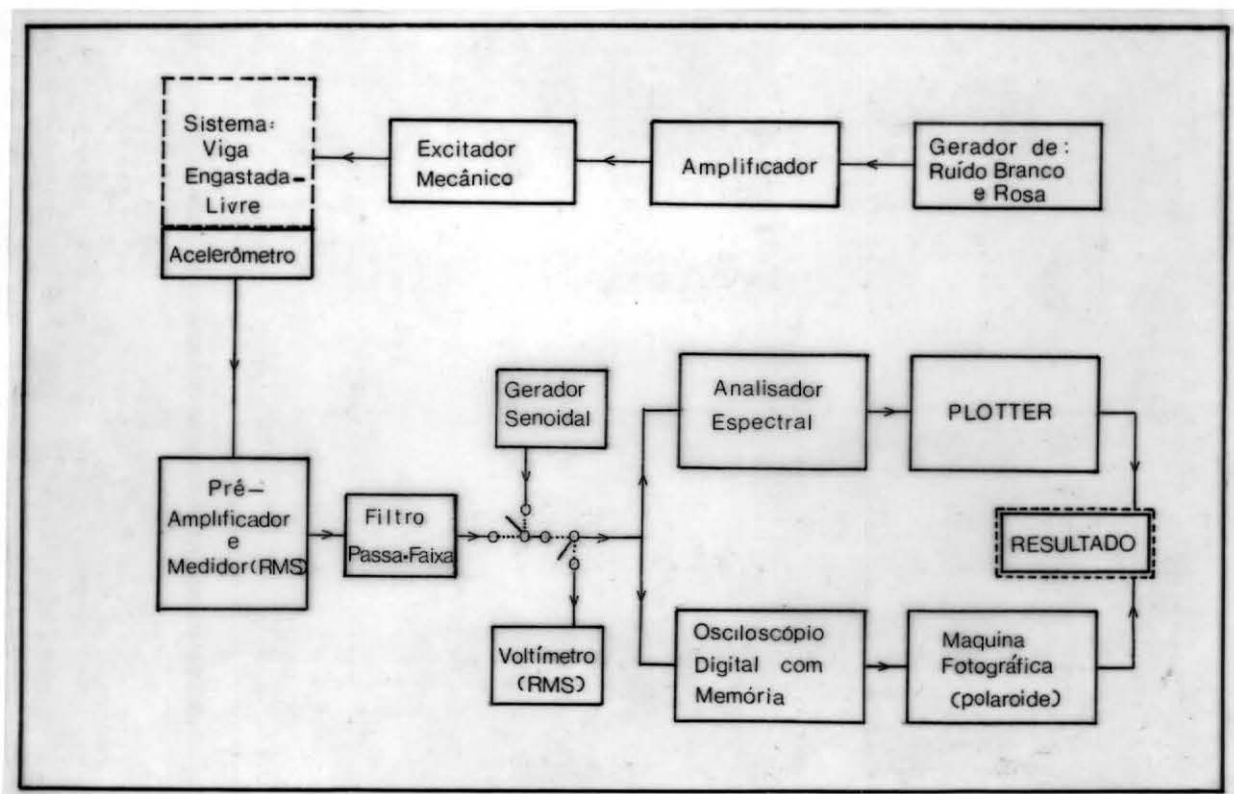 Sistema:
Viga
Engastada-
Livre
Acelerômetro
Excitador
Mecânico
Amplificador
Gerador de:
Ruído Branco
e Rosa
Pré-
Amplificador
e
Medidor(RMS)
Filtro
Passa-Faixa
Gerador
Senoidal
Voltímetro
(RMS)
Analisador
Espectral
PLOTTER
Osciloscópio
Digital com
Memória
Maquina
Fotográfica
(polaroide)
RESULTADO